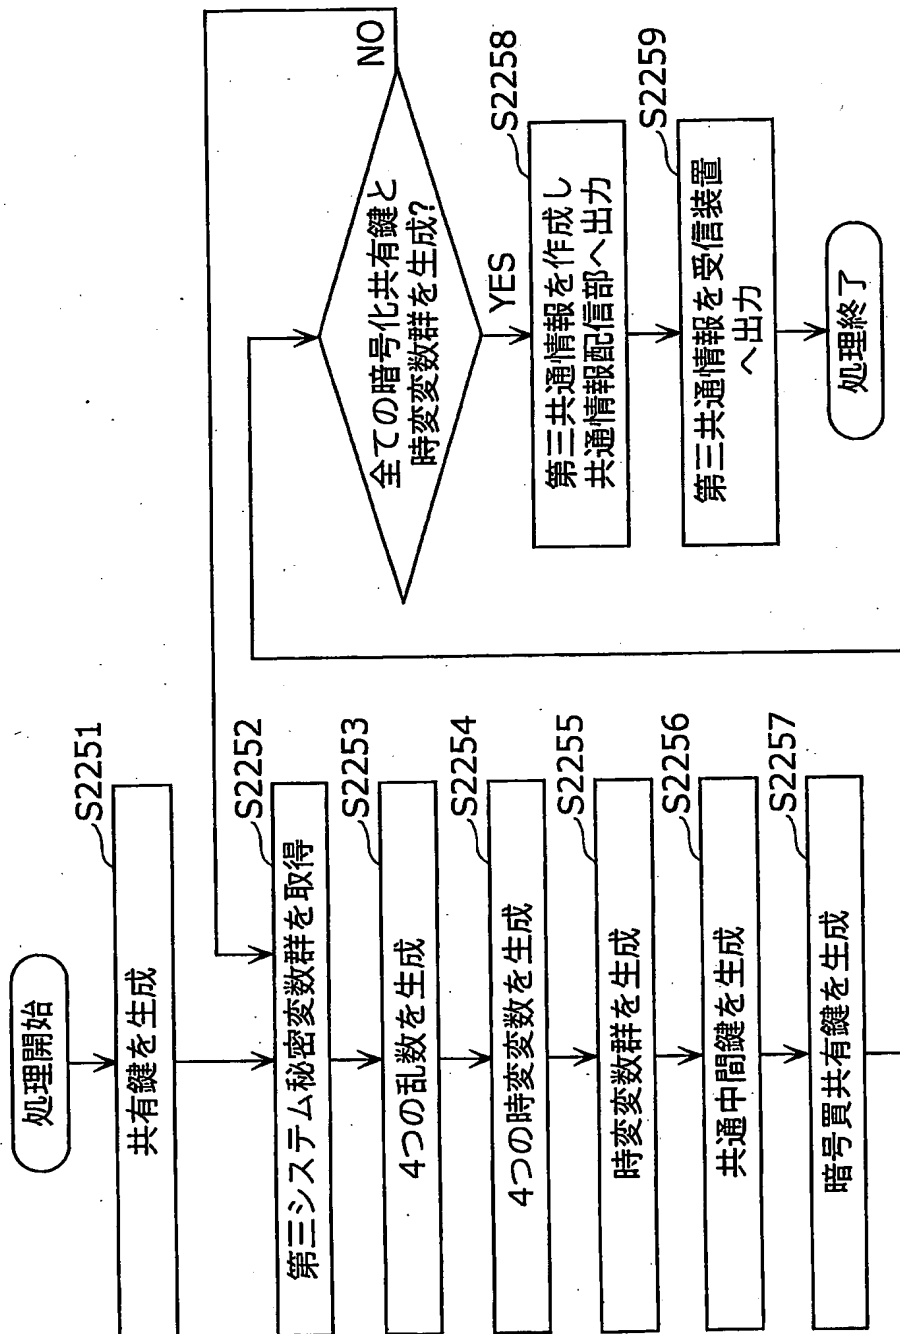 処理開始
S2251
共有鍵を生成
S2252
第三システム秘密変数群を取得
S2253
4つの乱数を生成
S2254
4つの時変変数を生成
S2255
時変変数群を生成
S2256
共通中間鍵を生成
S2257
暗号買共有鍵を生成
全ての暗号化共有鍵と
時変変数群を生成?
NO
YES
S2258
第三共通情報を作成し
共通情報配信部へ出力
S2259
第三共通情報を受信装置
へ出力
処理終了